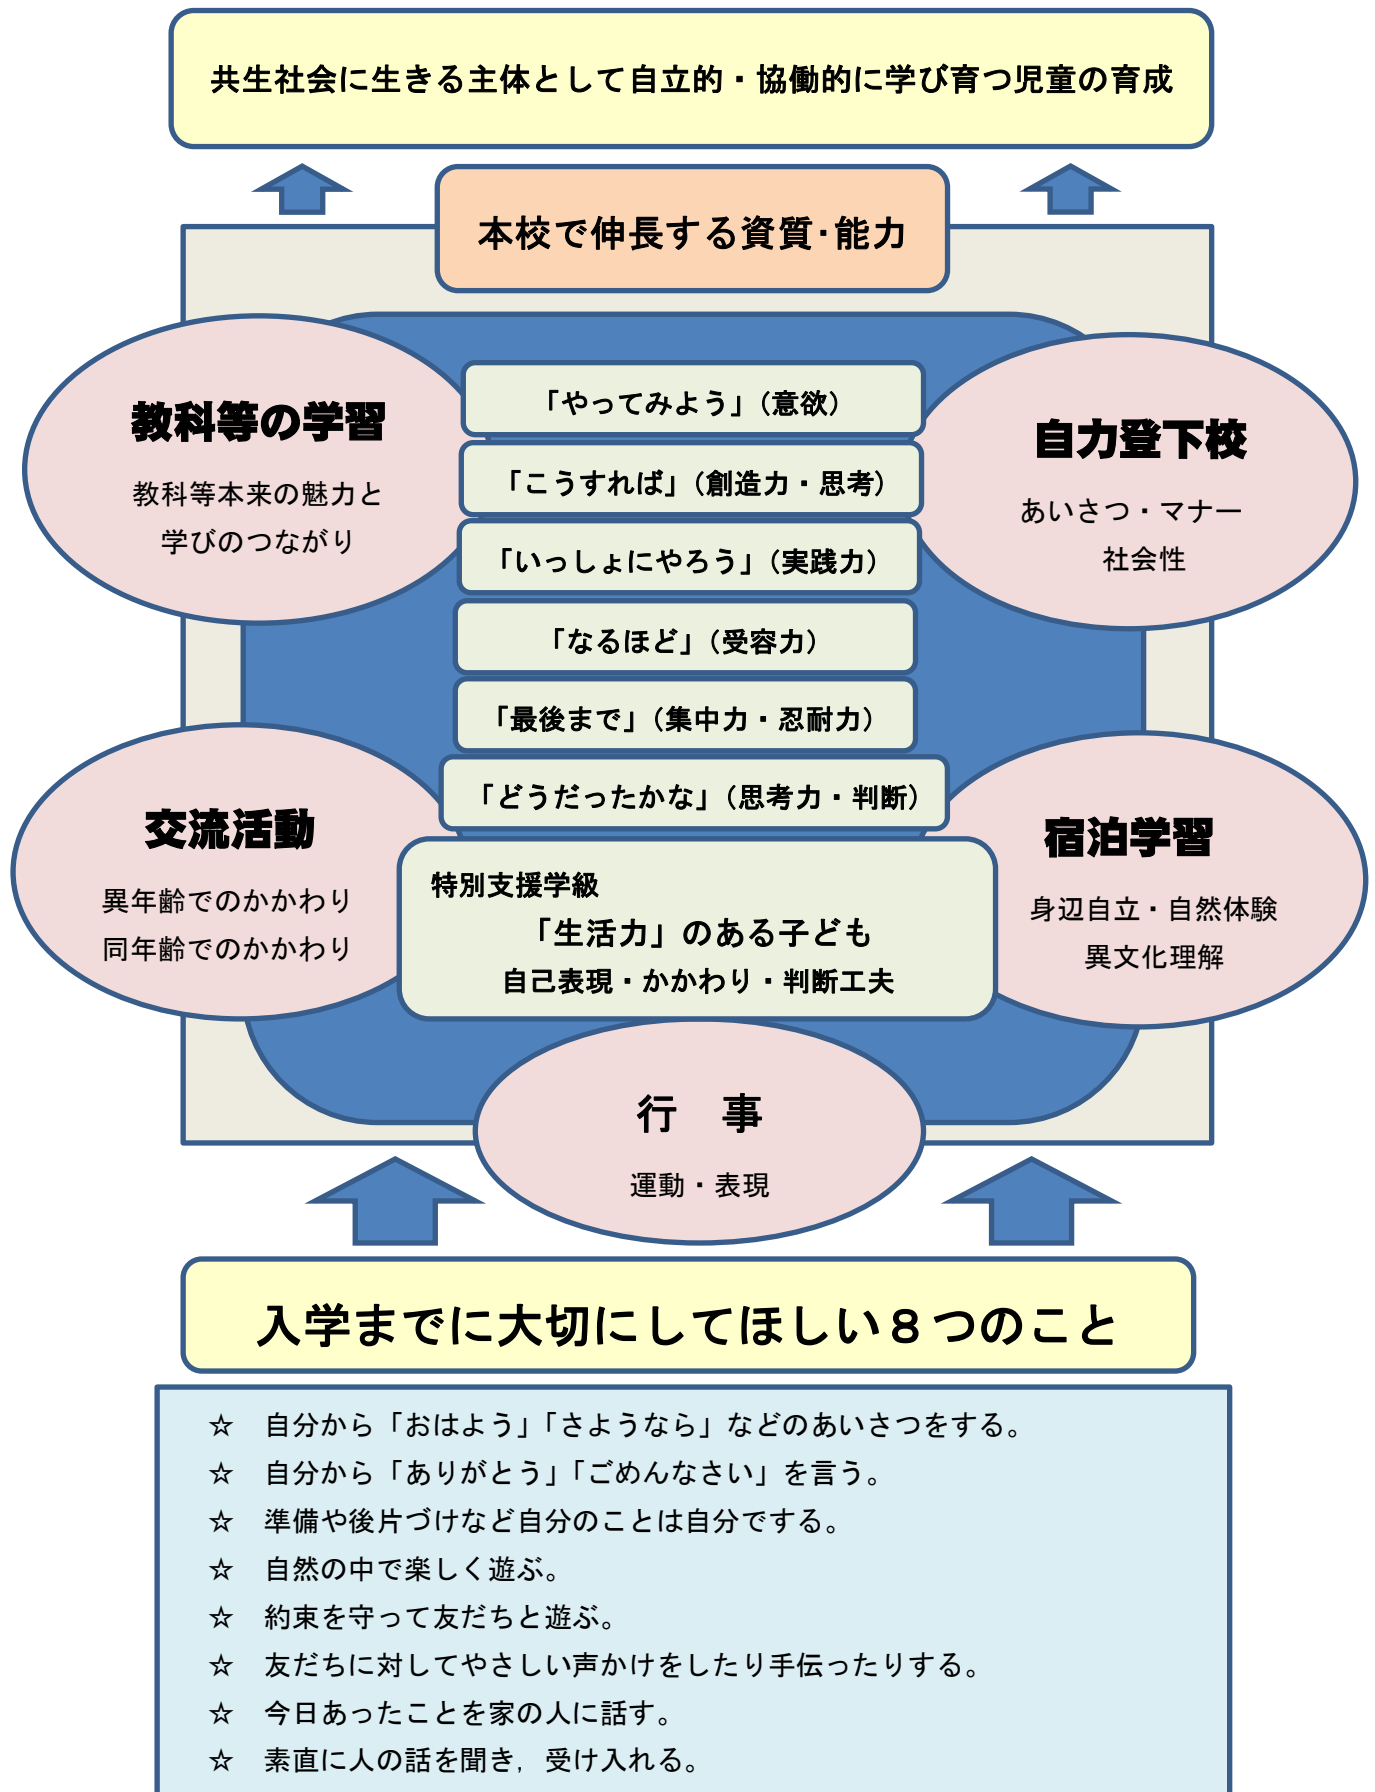 共生社会に生きる主体として自立的・協働的に学び育つ児童の育成
本校で伸長する資質・能力
教科等の学習
教科等本来の魅力と
学びのつながり
自力登下校
あいさつ・マナー
社会性
「やってみよう」（意欲）
「こうすれば」（創造力・思考）
「いっしょにやろう」（実践力）
「なるほど」（受容力）
「最後まで」（集中力・忍耐力）
「どうだったかな」（思考力・判断）
交流活動
異年齢でのかかわり
同年齢でのかかわり
特別支援学級
「生活力」のある子ども
自己表現・かかわり・判断工夫
宿泊学習
身辺自立・自然体験
異文化理解
行　事
運動・表現
入学までに大切にしてほしい８つのこと
☆　自分から「おはよう」「さようなら」などのあいさつをする。
☆　自分から「ありがとう」「ごめんなさい」を言う。
☆　準備や後片づけなど自分のことは自分でする。
☆　自然の中で楽しく遊ぶ。
☆　約束を守って友だちと遊ぶ。
☆　友だちに対してやさしい声かけをしたり手伝ったりする。
☆　今日あったことを家の人に話す。
☆　素直に人の話を聞き，受け入れる。